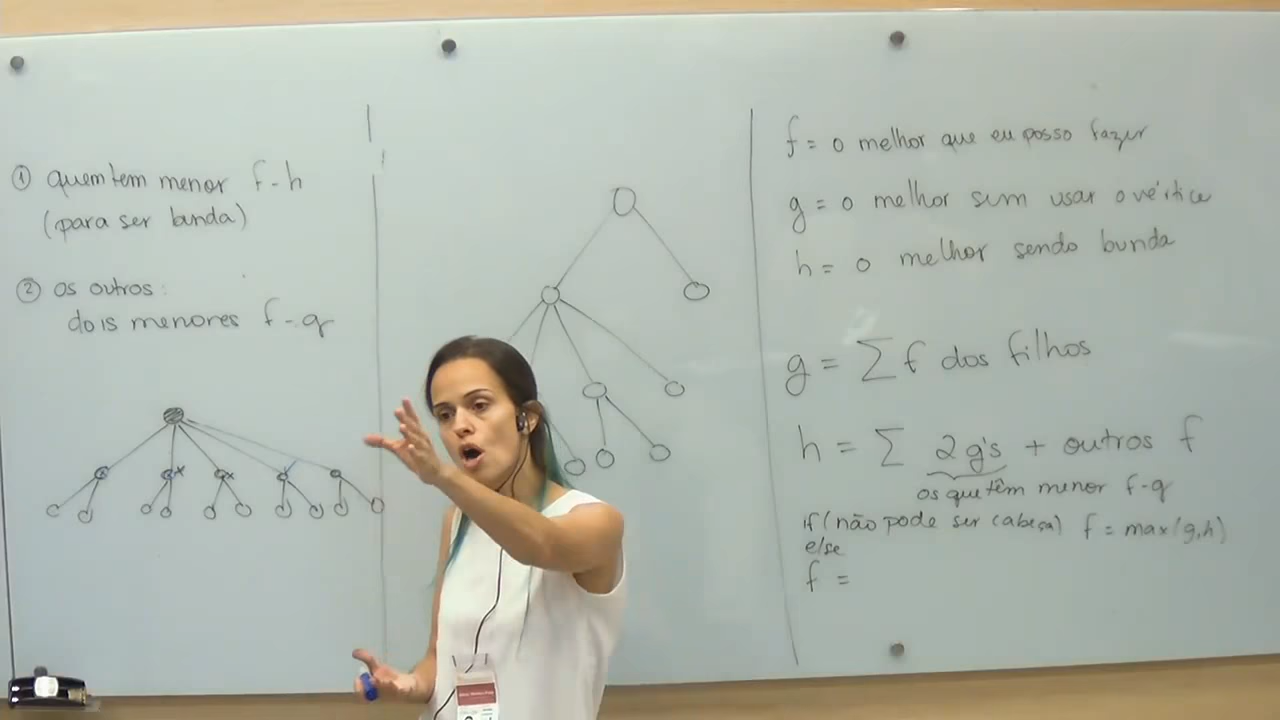 ① quem tem menor f-h
(para ser bunda)
② os outros:
dois menores f-g
f = o melhor que eu posso fazer
g = o melhor sem usar o vértice
h = o melhor sendo bunda
g = ∑ f dos filhos
h = ∑ 2g's + outros f
os que têm menor f-g
if (não pode ser cabeça) f = max(g,h)
else
f =